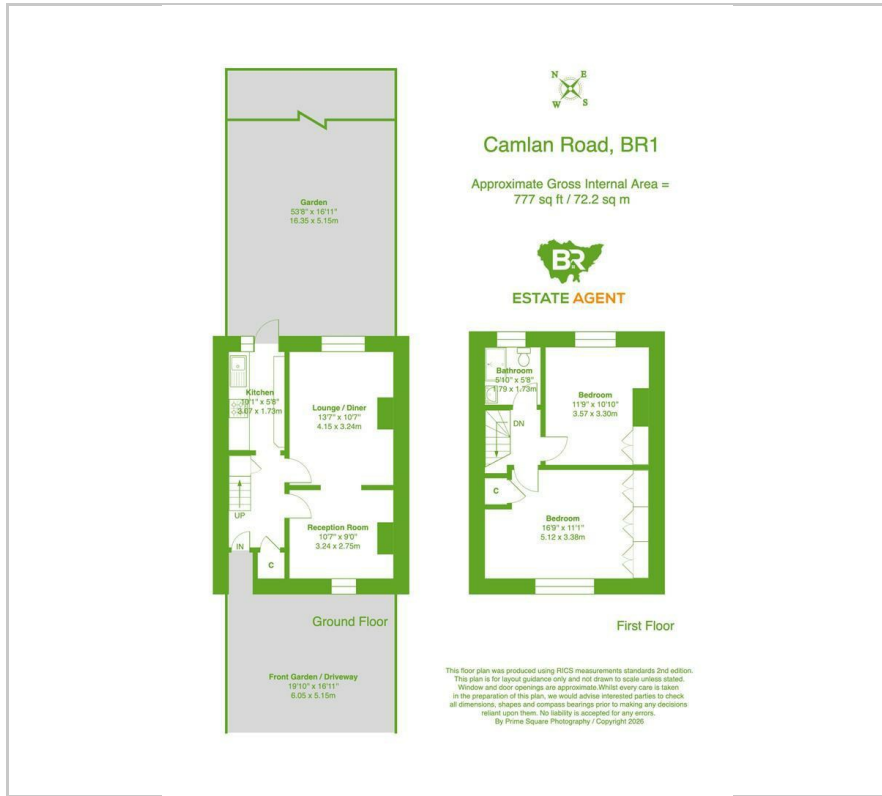 N E
W S
Camlan Road, BR1
Approximate Gross Internal Area =
777 sq ft / 72.2 sq m
BR
ESTATE AGENT
Garden
53'8" x 16'11"
16.35 x 5.15m
Kitchen
10'1" x 5'8"
3.07 x 1.73m
Lounge / Diner
13'7" x 10'7"
4.15 x 3.24m
UP
IN
C
Reception Room
10'7" x 9'0"
3.24 x 2.75m
Ground Floor
Front Garden / Driveway
19'10" x 16'11"
6.05 x 5.15m
Bathroom
5'10" x 5'8"
1.79 x 1.73m
Bedroom
11'9" x 10'10"
3.57 x 3.30m
DN
C
Bedroom
16'9" x 11'1"
5.12 x 3.38m
First Floor
This floor plan was produced using RICS measurements standards 2nd edition.
This plan is for layout guidance only and not drawn to scale unless stated.
Window and door openings are approximate.Whilst every care is taken
in the preparation of this plan, we would advise interested parties to check
all dimensions, shapes and compass bearings prior to making any decisions
reliant upon them. No liability is accepted for any errors.
By Prime Square Photography / Copyright 2026